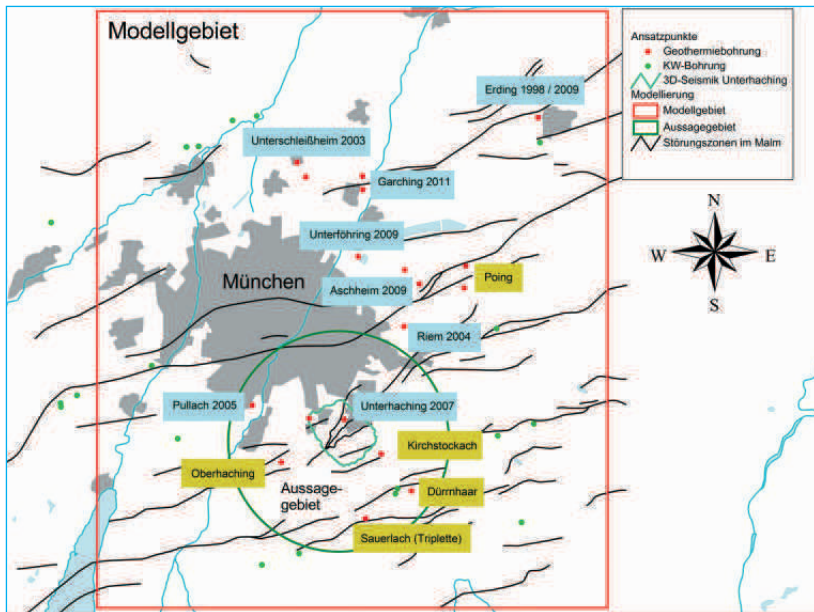 Modellgebiet
Erding 1998 / 2009
Unterschleißheim 2003
Garching 2011
Unterföhring 2009
München
Aschheim 2009
Poing
Riem 2004
Pullach 2005
Unterhaching 2007
Kirchstockach
Oberhaching
Aussage-
gebiet
Dürrnhaar
Sauerlach (Triplette)
Ansatzpunkte
Geothermiebohrung
KW-Bohrung
3D-Seismik Unterhaching
Modellierung
Modellgebiet
Aussagegebiet
Störungszonen im Malm
N
W
E
S